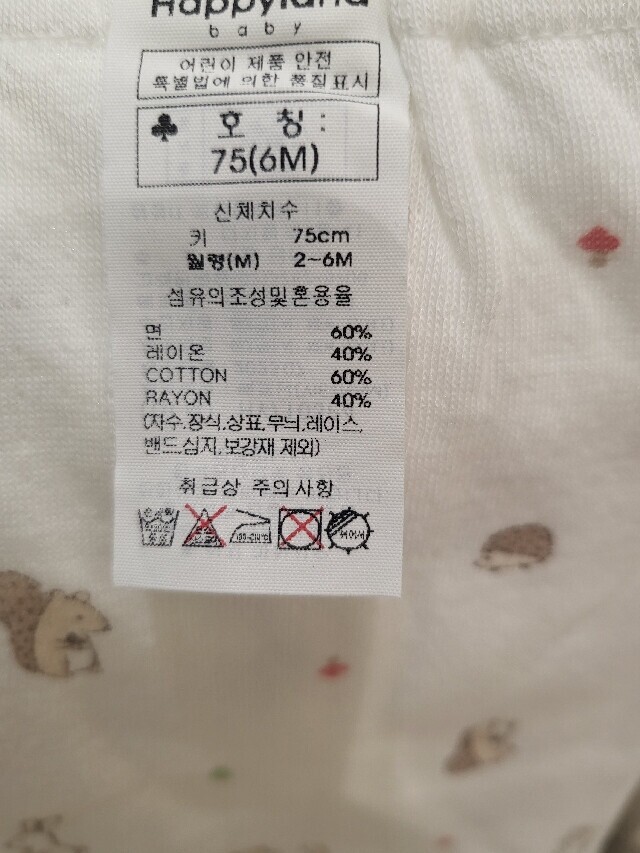 Happyland
baby
어린이 제품 안전
특별법에 의한 품질표시
♣ 호 칭 :
75(6M)
신체치수
키 75cm
월령(M) 2~6M
섬유의조성및혼용율
면 60%
레이온 40%
COTTON 60%
RAYON 40%
(자수.장식.상표.무늬.레이스.
밴드.심지.보강재 제외)
취급상 주의사항